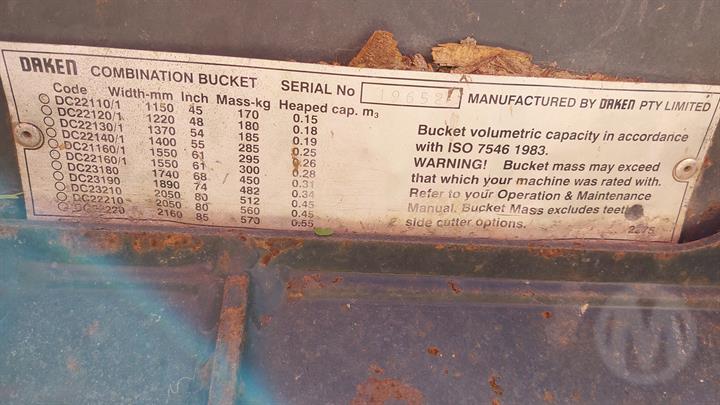 DARKEN COMBINATION BUCKET SERIAL No 19652 MANUFACTURED BY DARKEN PTY LIMITED
Code Width-mm Inch Mass-kg Heaped cap. m3
DC22110/1 1150 45 170 0.15
DC22120/1 1220 48 180 0.18
DC22130/1 1370 54 185 0.19
DC22140/1 1400 55 285 0.25
DC21160/1 1550 61 295 0.26
DC22160/1 1550 61 300 0.28
DC23180 1740 68 450 0.31
DC23190 1890 74 482 0.34
DC23210 2050 80 512 0.45
DC22210 2050 80 560 0.45
2160 85 570 0.55
Bucket volumetric capacity in accordance
with ISO 7546 1983.
WARNING! Bucket mass may exceed
that which your machine was rated with.
Refer to your Operation & Maintenance
Manual. Bucket Mass excludes teeth
side cutter options.